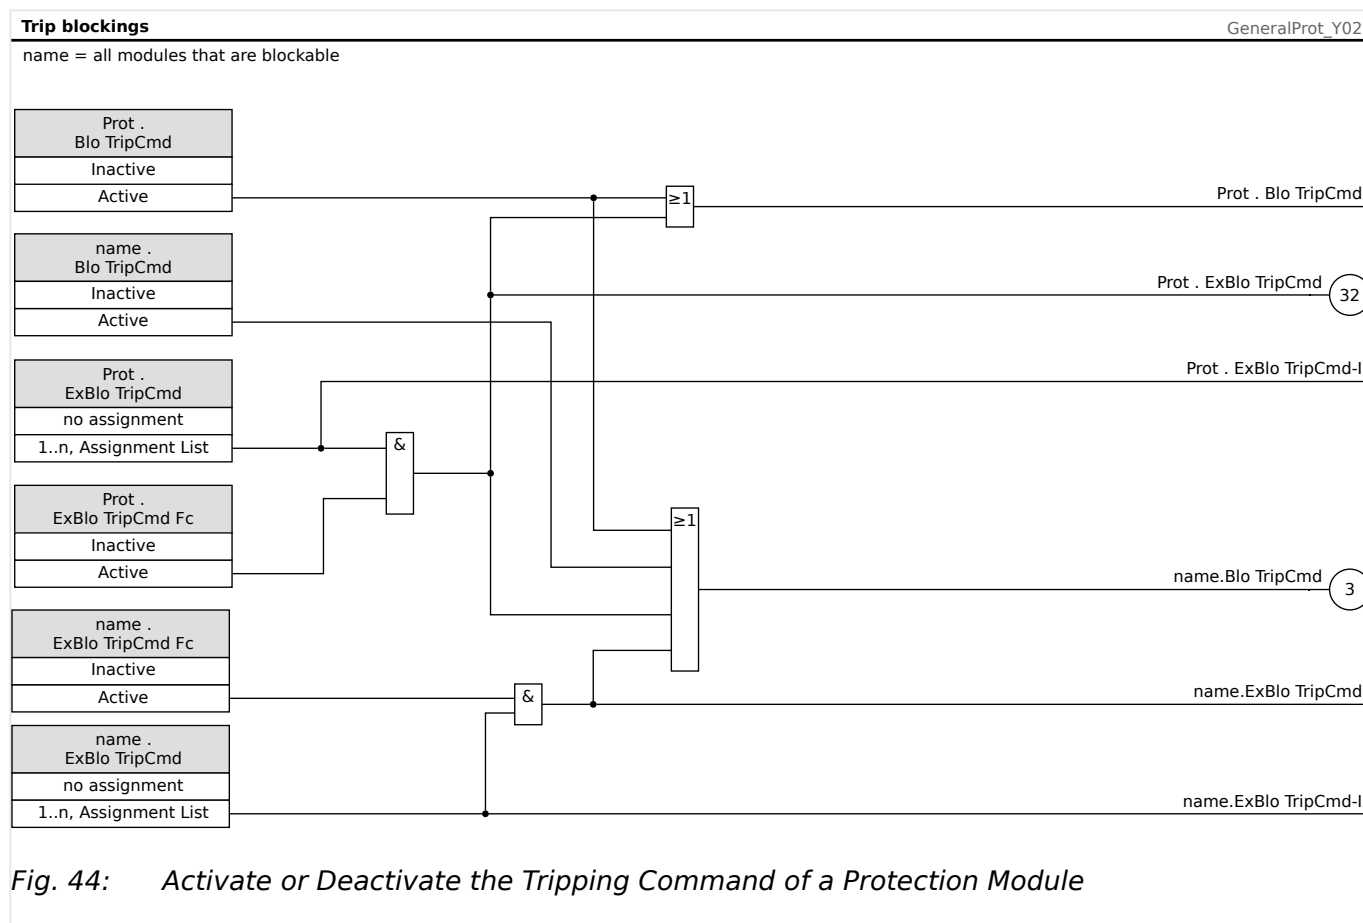 Trip blockings
GeneralProt_Y02
name = all modules that are blockable
Prot .
Blo TripCmd
Inactive
Active
≥1
Prot . Blo TripCmd
name .
Blo TripCmd
Inactive
Active
Prot . ExBlo TripCmd
32
Prot .
ExBlo TripCmd
no assignment
1..n, Assignment List
Prot . ExBlo TripCmd-I
&
Prot .
ExBlo TripCmd Fc
Inactive
Active
≥1
name.Blo TripCmd
3
name .
ExBlo TripCmd Fc
Inactive
Active
&
name.ExBlo TripCmd
name .
ExBlo TripCmd
no assignment
1..n, Assignment List
name.ExBlo TripCmd-I
Fig. 44: Activate or Deactivate the Tripping Command of a Protection Module